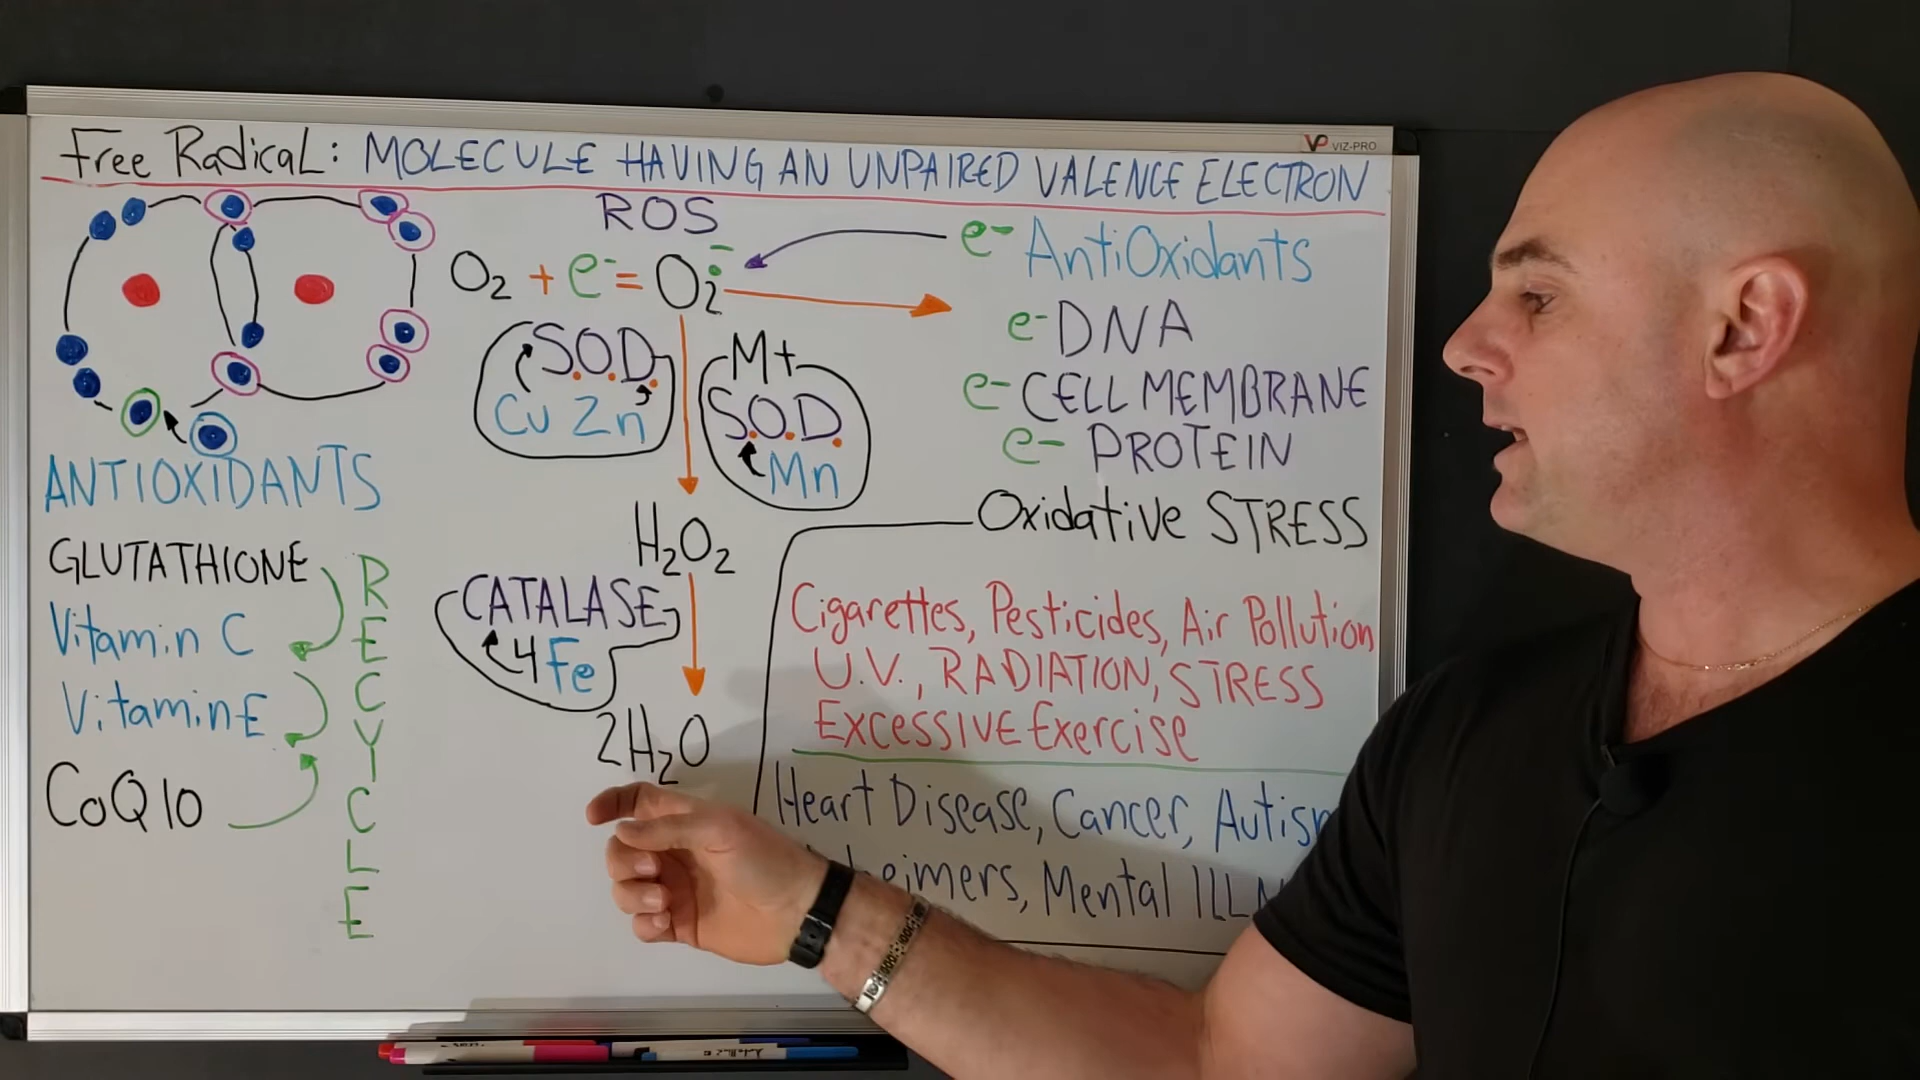 VP VIZ-PRO
Free Radical: MOLECULE HAVING AN UNPAIRED VALENCE ELECTRON
ROS
O2 + e- = O2
e- AntiOxidants
e- DNA
e- CELL MEMBRANE
e- PROTEIN
S.O.D.
Cu Zn
M+
S.O.D.
Mn
H2O2
CATALASE
4 Fe
2H2O
ANTIOXIDANTS
GLUTATHIONE
Vitamin C
Vitamin E
CoQ10
RECYCLE
Oxidative STRESS
Cigarettes, Pesticides, Air Pollution
U.V., RADIATION, STRESS
EXCESSIVE Exercise
Heart Disease, Cancer,
Mental